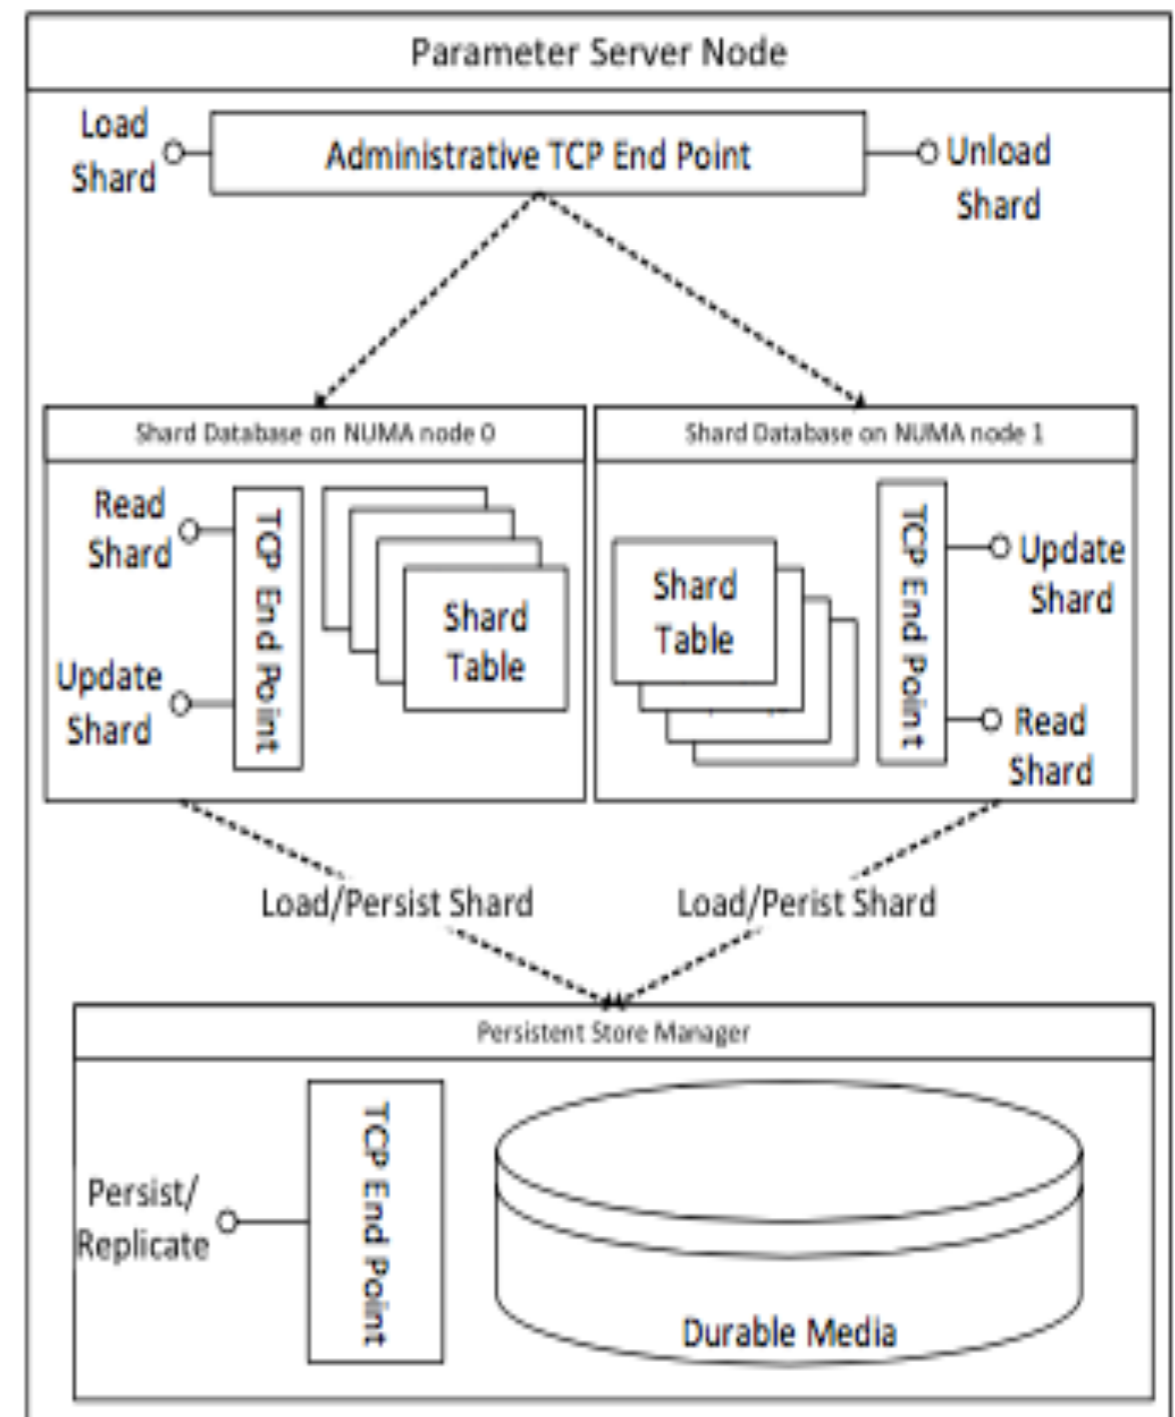 Parameter Server Node
Load
Shard
Administrative TCP End Point
Unload
Shard
Shard Database on NUMA node 0
Read
Shard
Update
Shard
TCP End Point
Shard
Table
Shard Database on NUMA node 1
Shard
Table
TCP End Point
Update
Shard
Read
Shard
Load/Persist Shard
Load/Perist Shard
Persistent Store Manager
Persist/
Replicate
TCP End Point
Durable Media